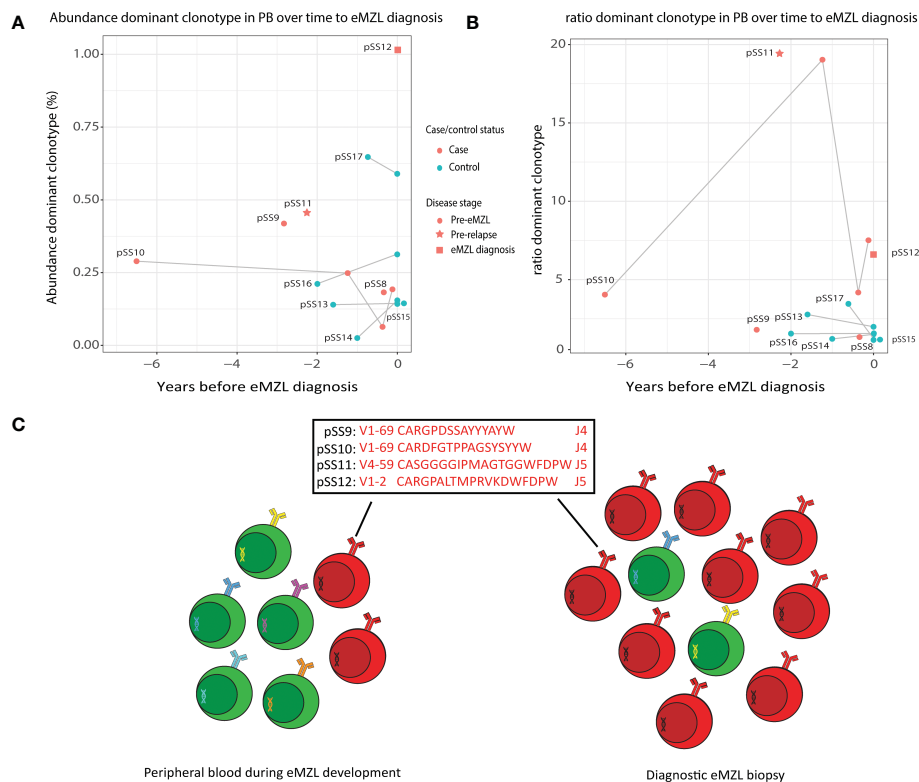 A
Abundance dominant clonotype in PB over time to eMZL diagnosis
Abundance dominant clonotype (%)
1.00
0.75
0.50
0.25
0.00
pSS12
pSS17
pSS11
pSS9
pSS10
pSS16
pSS8
pSS13
pSS15
pSS14
−6
−4
−2
0
Years before eMZL diagnosis
Case/control status
Case
Control
Disease stage
Pre-eMZL
Pre-relapse
eMZL diagnosis
B
ratio dominant clonotype in PB over time to eMZL diagnosis
ratio dominant clonotype
20
15
10
5
0
pSS11
pSS12
pSS10
pSS17
pSS9
pSS13
pSS16
pSS14
pSS8
pSS15
−6
−4
−2
0
Years before eMZL diagnosis
C
pSS9: V1-69 CARGPDSSAYYYAYW J4
pSS10: V1-69 CARDFGTPPAGSYSYYW J4
pSS11: V4-59 CASGGGGIPMAGTGGWFDPW J5
pSS12: V1-2 CARGPALTMPRVKDWFDPW J5
Peripheral blood during eMZL development
Diagnostic eMZL biopsy